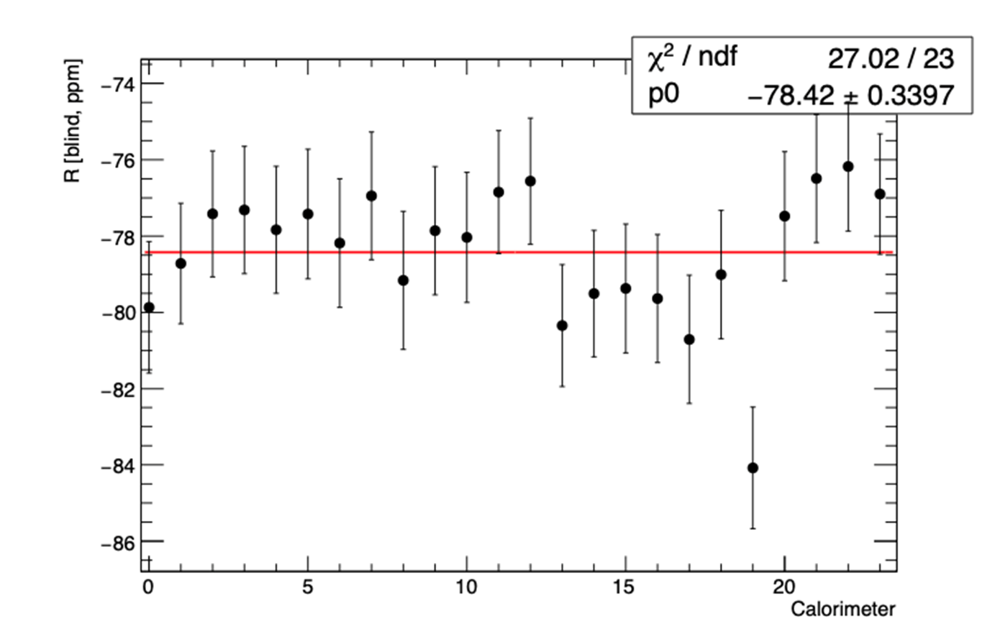 χ² / ndf 27.02 / 23
p0 −78.42 ± 0.3397
R [blind, ppm]
−74
−76
−78
−80
−82
−84
−86
0 5 10 15 20
Calorimeter